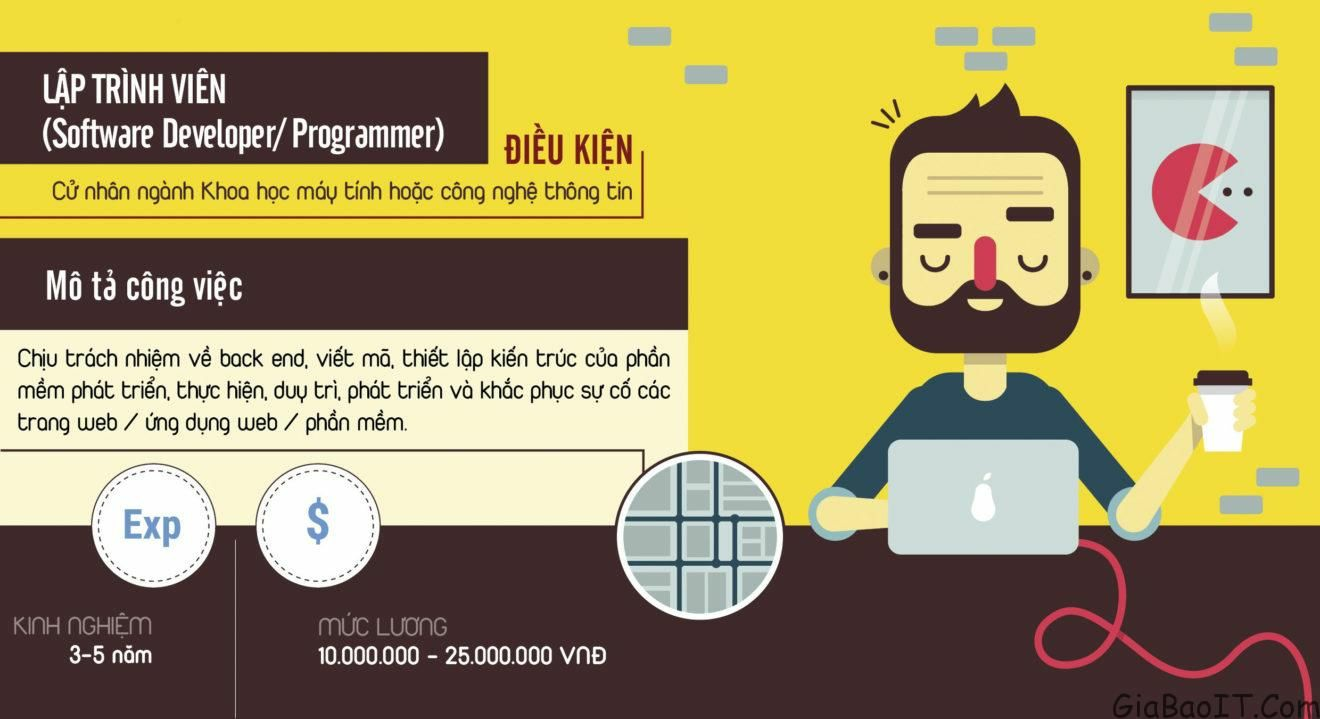 LẬP TRÌNH VIÊN
(Software Developer/ Programmer)
ĐIỀU KIỆN
Cử nhân ngành Khoa học máy tính hoặc công nghệ thông tin
Mô tả công việc
Chịu trách nhiệm về back end, viết mã, thiết lập kiến trúc của phần
mềm phát triển, thực hiện, duy trì, phát triển và khắc phục sự cố các
trang web / ứng dụng web / phần mềm.
Exp
$
KINH NGHIỆM
3-5 năm
MỨC LƯƠNG
10.000.000 - 25.000.000 VNĐ
GiaBaoIT.Com